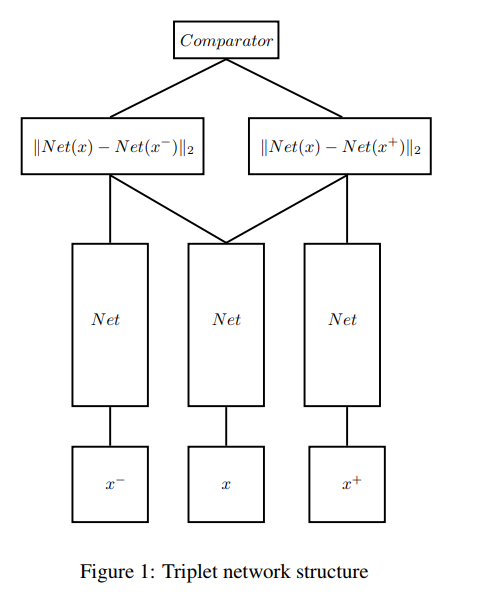 Comparator
‖Net(x) − Net(x⁻)‖₂ ‖Net(x) − Net(x⁺)‖₂
Net Net Net
x⁻ x x⁺
Figure 1: Triplet network structure